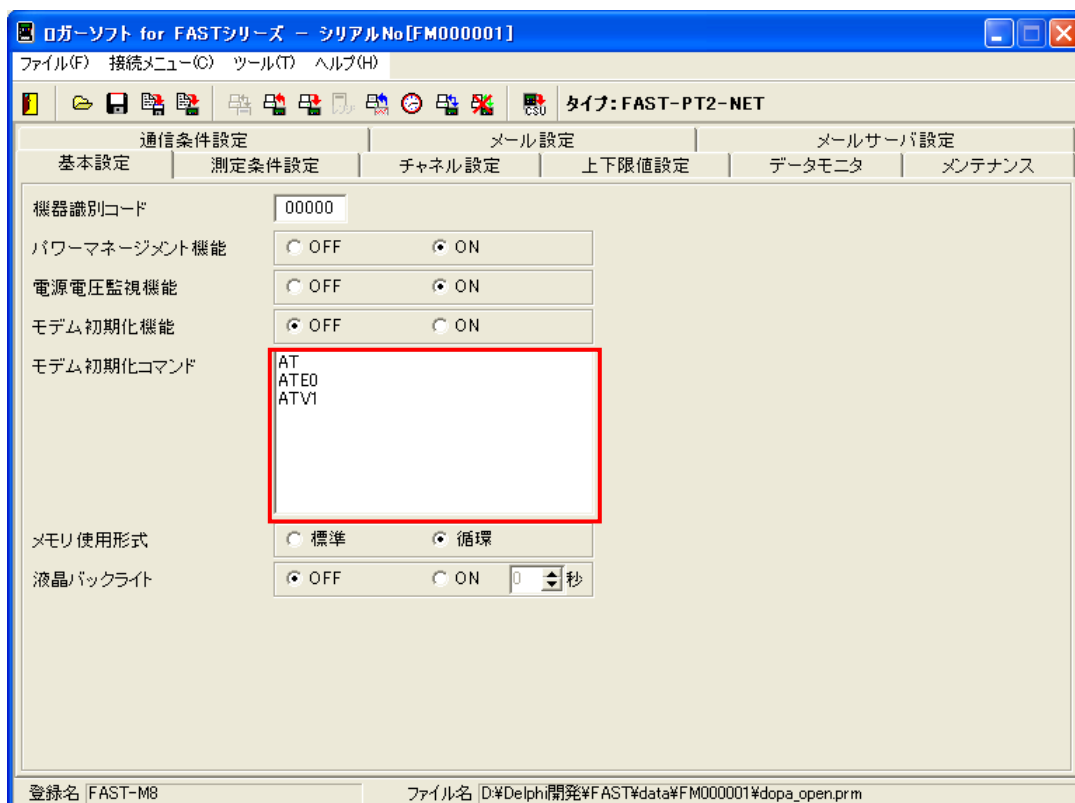 ロガーソフト for FASTシリーズ － シリアルNo[FM000001]
ファイル(F) 接続メニュー(C) ツール(T) ヘルプ(H)
タイプ:FAST-PT2-NET
通信条件設定 メール設定 メールサーバ設定
基本設定 測定条件設定 チャネル設定 上下限値設定 データモニタ メンテナンス
機器識別コード 00000
パワーマネージメント機能 OFF ON
電源電圧監視機能 OFF ON
モデム初期化機能 OFF ON
モデム初期化コマンド AT
ATE0
ATV1
メモリ使用形式 標準 循環
液晶バックライト OFF ON 0 秒
登録名 FAST-M8 ファイル名 D:¥Delphi開発¥FAST¥data¥FM000001¥dopa_open.prm